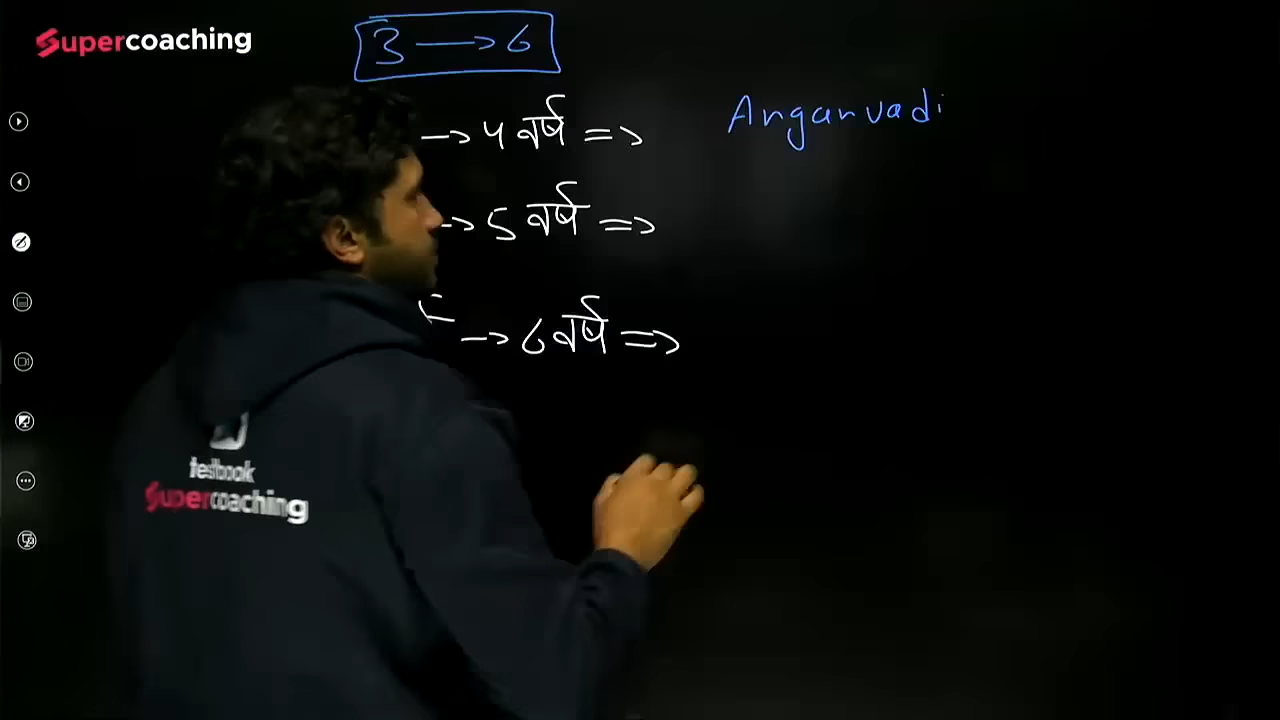 Supercoaching
3 → 6
→ 4 वर्ष ⇒
Anganvadi
→ 5 वर्ष ⇒
→ 6 वर्ष ⇒
testbook
Supercoaching